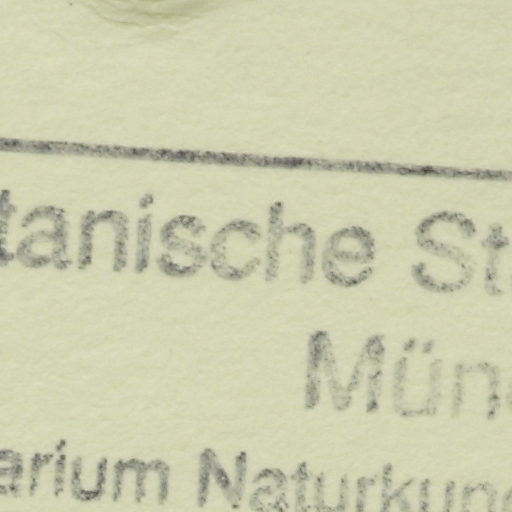 tanische St
Mün
arium Naturkun